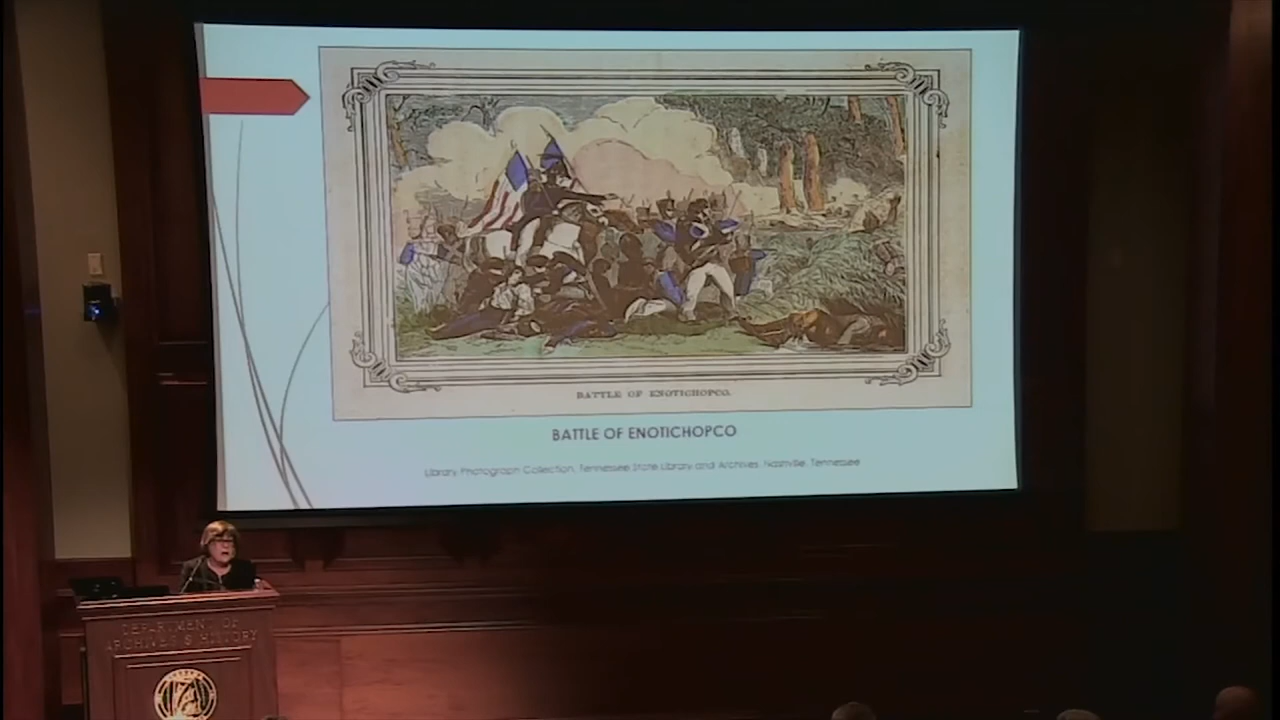 BATTLE OF ENOTICHOPCO.
BATTLE OF ENOTICHOPCO
Library Photograph Collection, Tennessee State Library and Archives, Nashville, Tennessee
DEPARTMENT OF
ARCHIVES & HISTORY